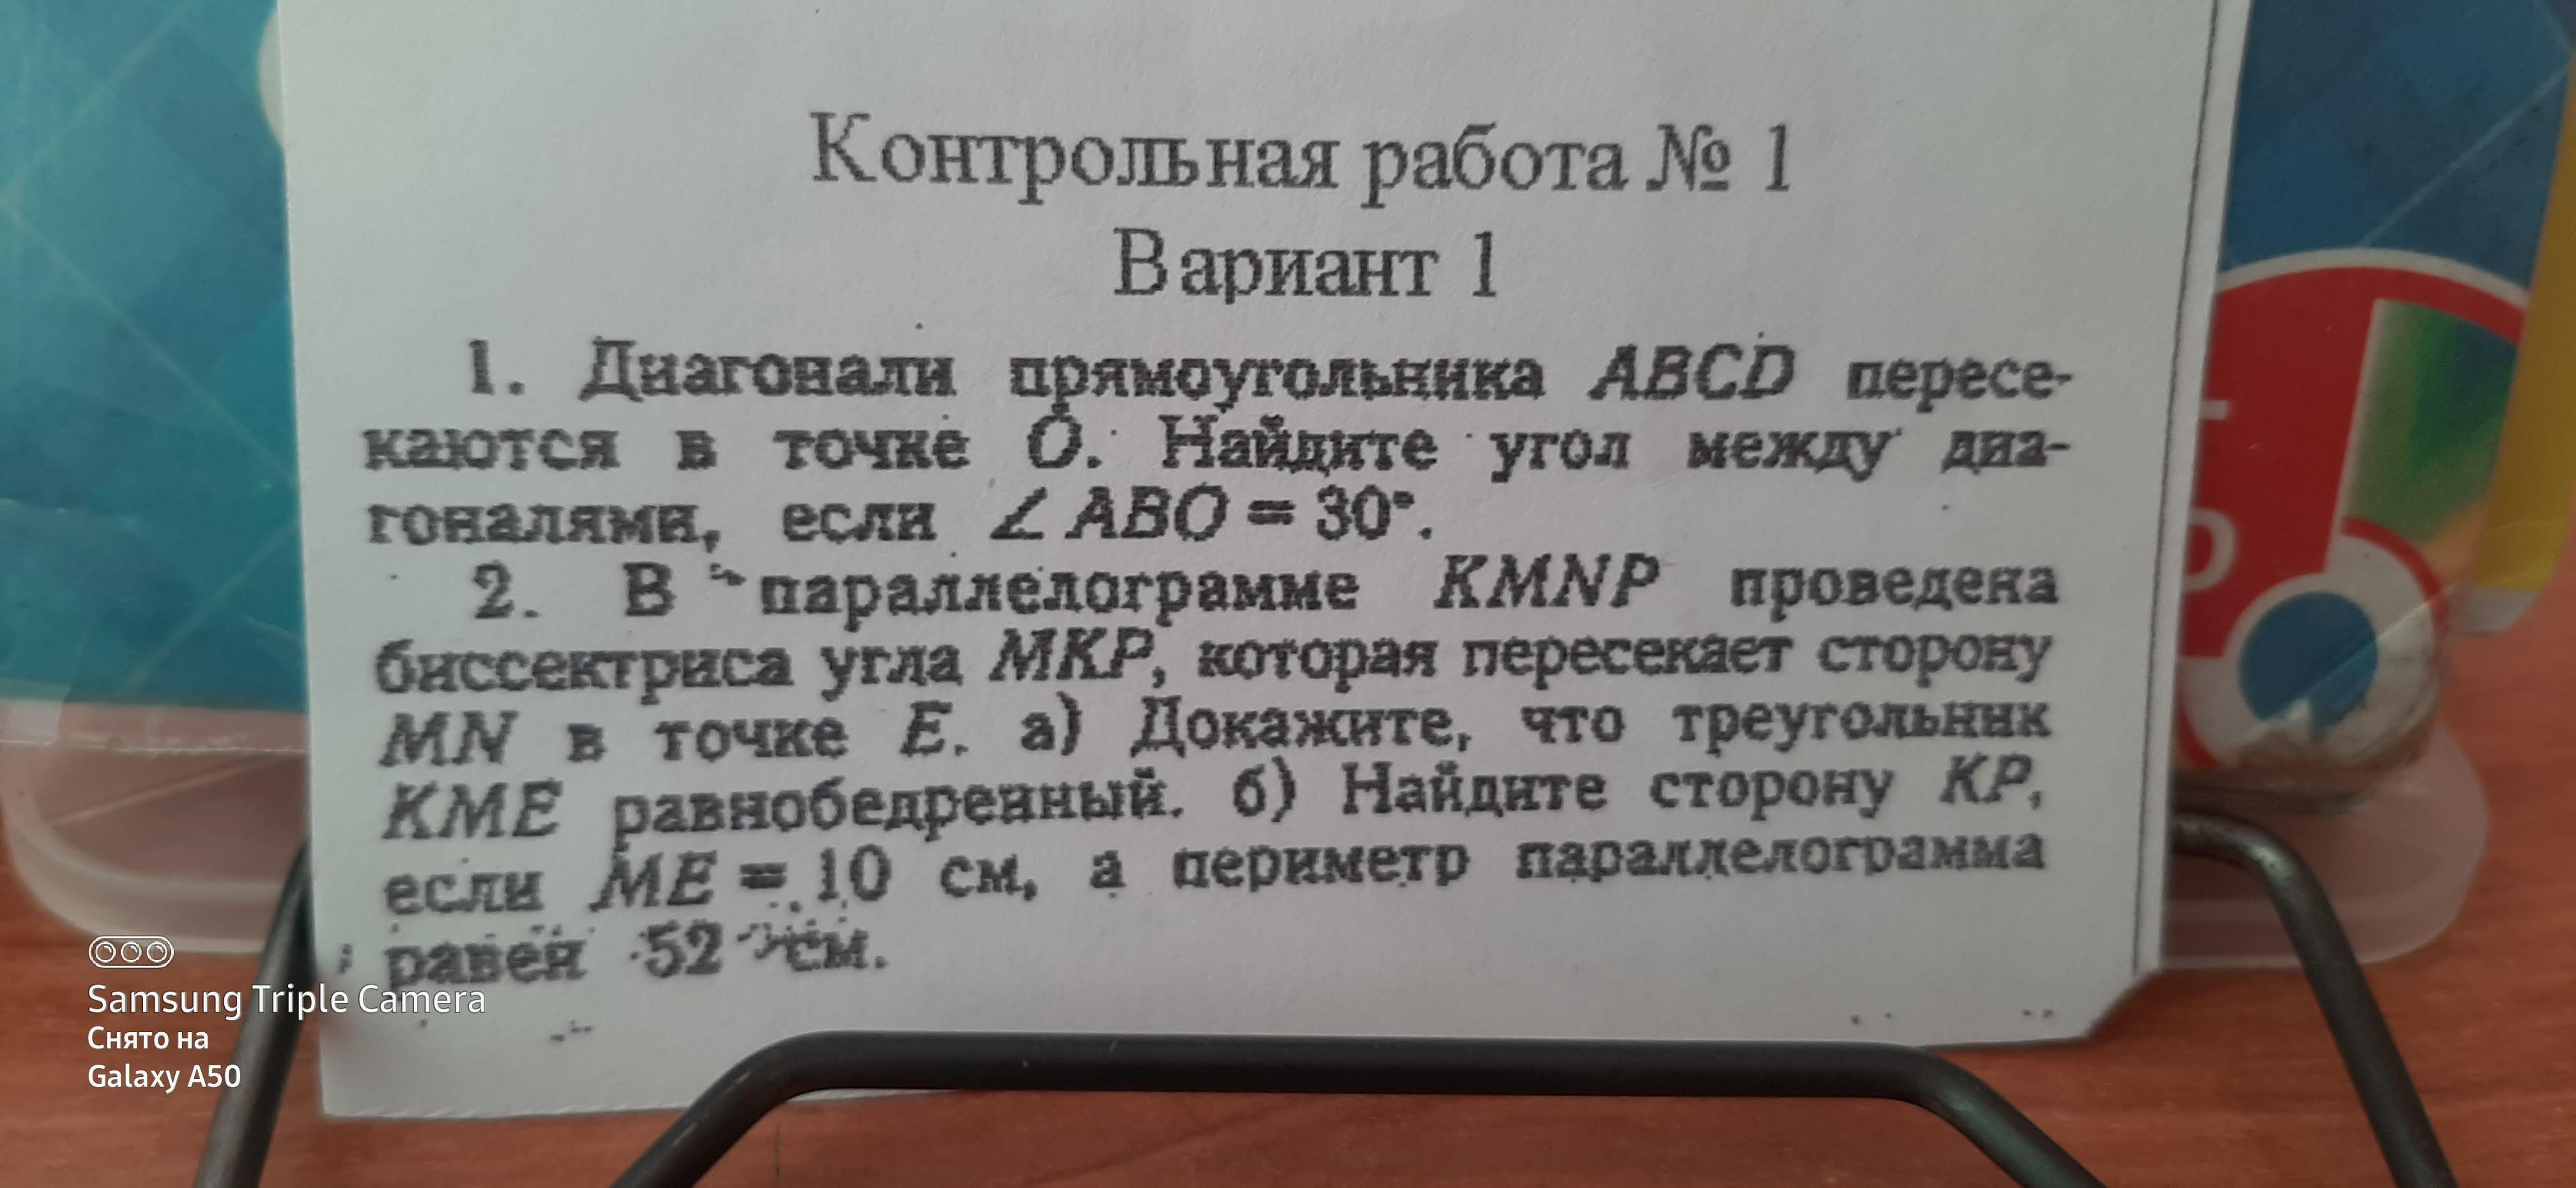 Контрольная работа № 1
Вариант 1
1. Диагонали прямоугольника ABCD пересе-
каются в точке O. Найдите угол между диа-
гоналями, если ∠ ABO = 30°.
2. В параллелограмме KMNP проведена
биссектриса угла MKP, которая пересекает сторону
MN в точке E. а) Докажите, что треугольник
KME равнобедренный. б) Найдите сторону KP,
если ME = 10 см, а периметр параллелограмма
равен 52 см.
Samsung Triple Camera
Снято на
Galaxy A50